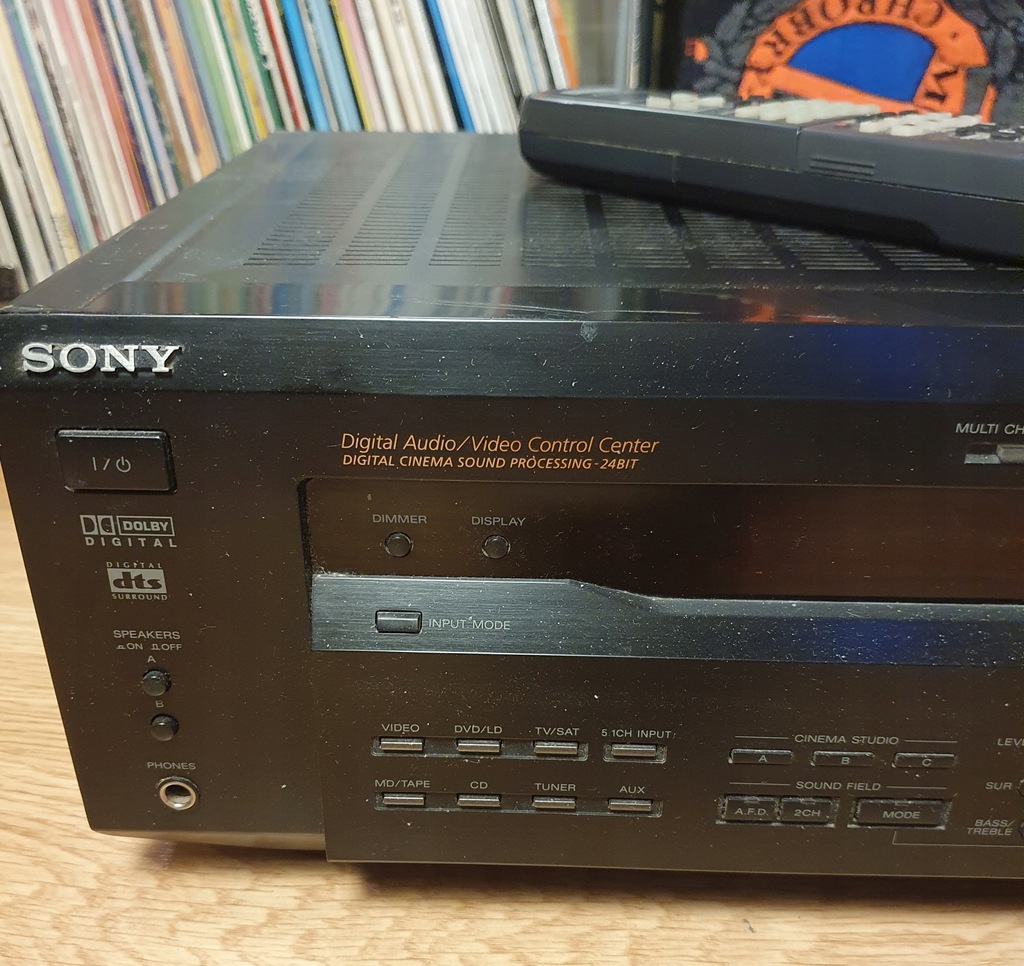 CHROME
SONY
Digital Audio/Video Control Center
DIGITAL CINEMA SOUND PROCESSING-24BIT
MULTI CH
I/⏻
DIMMER
DISPLAY
DOLBY
DIGITAL
DIGITAL
dts
SURROUND
INPUT MODE
SPEAKERS
ON OFF
A
B
PHONES
VIDEO
DVD/LD
TV/SAT
5.1CH INPUT
MD/TAPE
CD
TUNER
AUX
CINEMA STUDIO
A
B
C
SOUND FIELD
A.F.D.
2CH
MODE
LEVE
SUR
BASS/
TREBLE